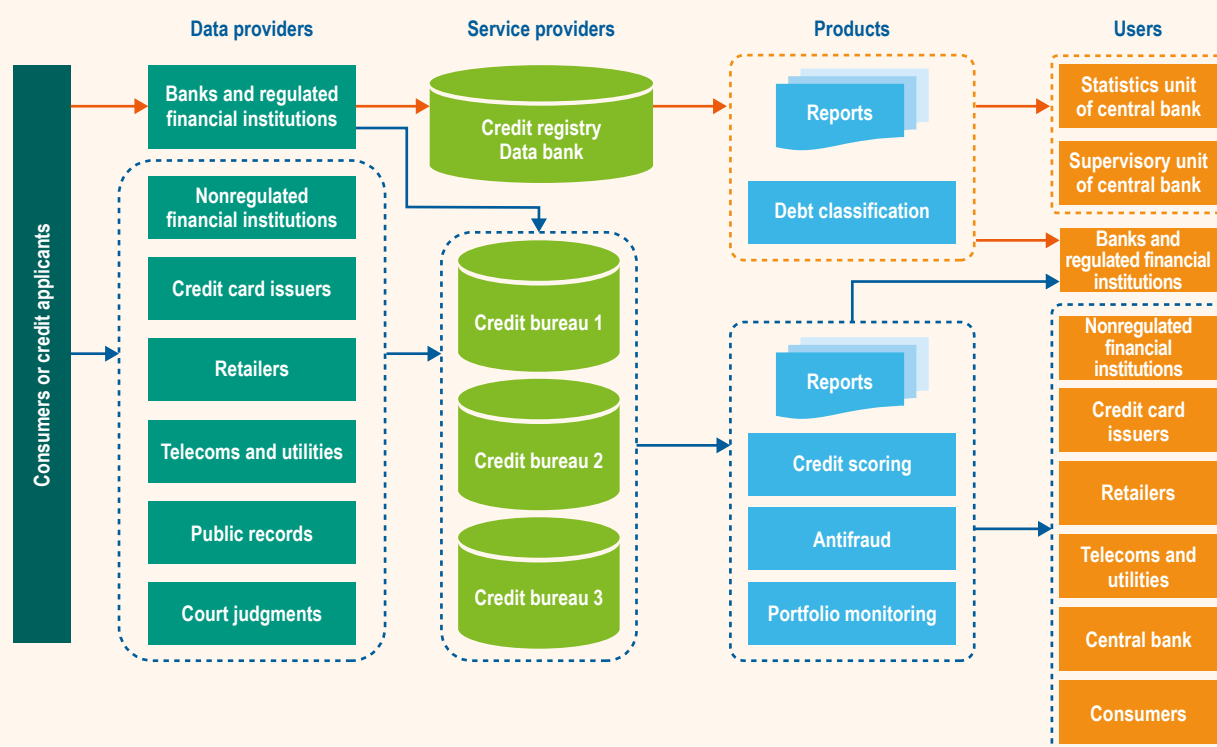 Data providers
Service providers
Products
Users
Consumers or credit applicants
Banks and regulated
financial institutions
Nonregulated
financial institutions
Credit card issuers
Retailers
Telecoms and utilities
Public records
Court judgments
Credit registry
Data bank
Credit bureau 1
Credit bureau 2
Credit bureau 3
Reports
Debt classification
Reports
Credit scoring
Antifraud
Portfolio monitoring
Statistics unit
of central bank
Supervisory unit
of central bank
Banks and
regulated financial
institutions
Nonregulated
financial
institutions
Credit card
issuers
Retailers
Telecoms and
utilities
Central bank
Consumers